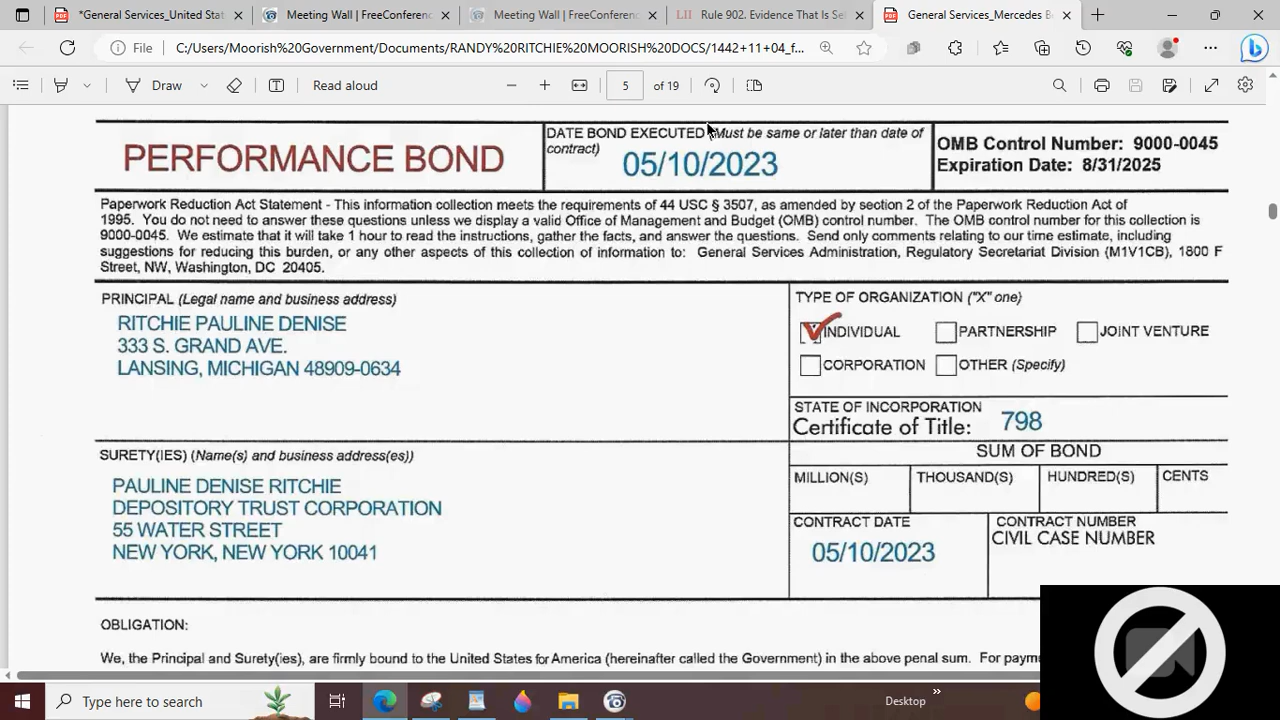 *General Services_United Stat
Meeting Wall | FreeConferenc
Meeting Wall | FreeConferenc
LII Rule 902. Evidence That Is Sel
General Services_Mercedes Be
File C:/Users/Moorish%20Government/Documents/RANDY%20RITCHIE%20MOORISH%20DOCS/1442+11+04_f...
Draw
Read aloud
5 of 19
PERFORMANCE BOND
DATE BOND EXECUTED (Must be same or later than date of
contract)
05/10/2023
OMB Control Number: 9000-0045
Expiration Date: 8/31/2025
Paperwork Reduction Act Statement - This information collection meets the requirements of 44 USC § 3507, as amended by section 2 of the Paperwork Reduction Act of
1995. You do not need to answer these questions unless we display a valid Office of Management and Budget (OMB) control number. The OMB control number for this collection is
9000-0045. We estimate that it will take 1 hour to read the instructions, gather the facts, and answer the questions. Send only comments relating to our time estimate, including
suggestions for reducing this burden, or any other aspects of this collection of information to: General Services Administration, Regulatory Secretariat Division (M1V1CB), 1800 F
Street, NW, Washington, DC 20405.
PRINCIPAL (Legal name and business address)
RITCHIE PAULINE DENISE
333 S. GRAND AVE.
LANSING, MICHIGAN 48909-0634
TYPE OF ORGANIZATION ("X" one)
INDIVIDUAL PARTNERSHIP JOINT VENTURE
CORPORATION OTHER (Specify)
STATE OF INCORPORATION
Certificate of Title: 798
SURETY(IES) (Name(s) and business address(es))
PAULINE DENISE RITCHIE
DEPOSITORY TRUST CORPORATION
55 WATER STREET
NEW YORK, NEW YORK 10041
SUM OF BOND
MILLION(S) THOUSAND(S) HUNDRED(S) CENTS
CONTRACT DATE
05/10/2023
CONTRACT NUMBER
CIVIL CASE NUMBER
OBLIGATION:
We, the Principal and Surety(ies), are firmly bound to the United States for America (hereinafter called the Government) in the above penal sum. For payme
Type here to search
Desktop